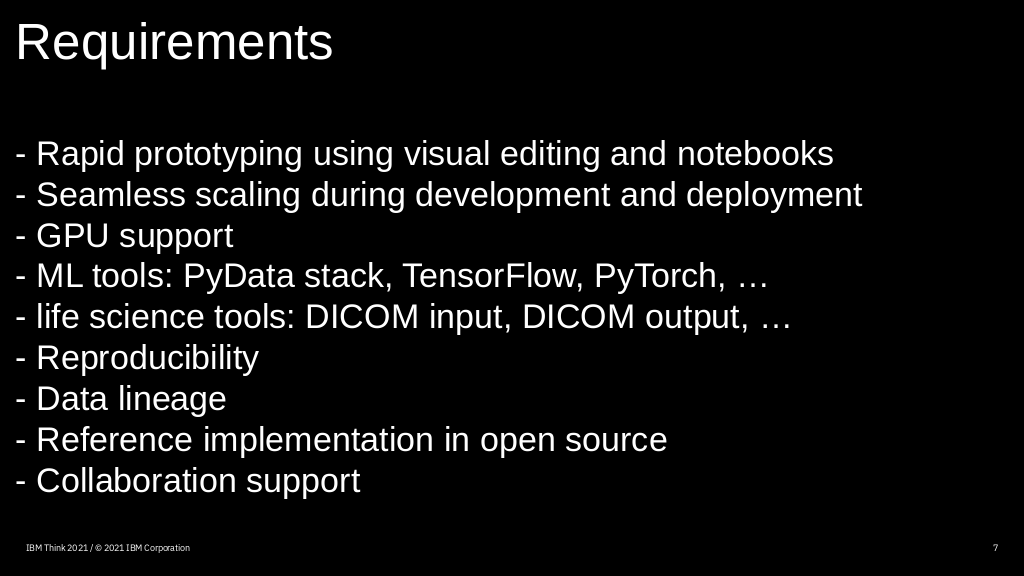 Requirements
- Rapid prototyping using visual editing and notebooks
- Seamless scaling during development and deployment
- GPU support
- ML tools: PyData stack, TensorFlow, PyTorch, …
- life science tools: DICOM input, DICOM output, …
- Reproducibility
- Data lineage
- Reference implementation in open source
- Collaboration support
IBM Think 2021 / © 2021 IBM Corporation
7